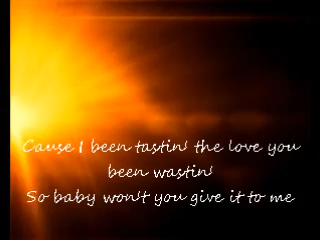 Cause I been tastin' the love you
been wastin'
So baby won't you give it to me